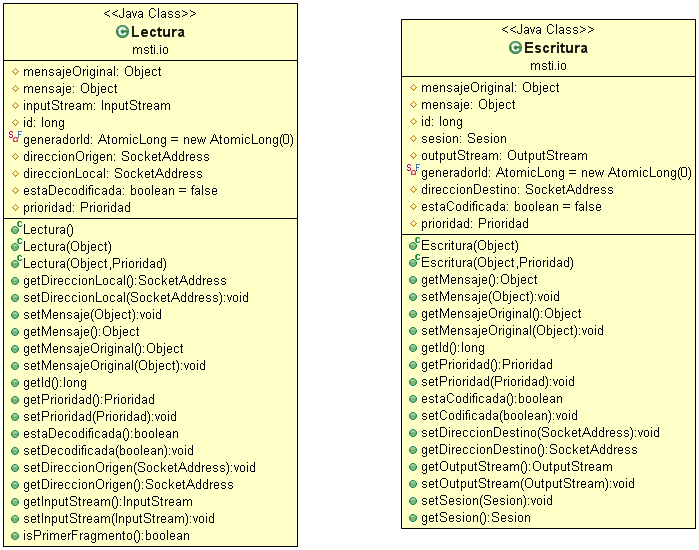 <<Java Class>>
Lectura
msti.io
mensajeOriginal: Object
mensaje: Object
inputStream: InputStream
id: long
generadorId: AtomicLong = new AtomicLong(0)
direccionOrigen: SocketAddress
direccionLocal: SocketAddress
estaDecodificada: boolean = false
prioridad: Prioridad
Lectura()
Lectura(Object)
Lectura(Object,Prioridad)
getDireccionLocal():SocketAddress
setDireccionLocal(SocketAddress):void
setMensaje(Object):void
getMensaje():Object
getMensajeOriginal():Object
setMensajeOriginal(Object):void
getId():long
getPrioridad():Prioridad
setPrioridad(Prioridad):void
estaDecodificada():boolean
setDecodificada(boolean):void
setDireccionOrigen(SocketAddress):void
getDireccionOrigen():SocketAddress
getInputStream():InputStream
setInputStream(InputStream):void
isPrimerFragmento():boolean
<<Java Class>>
Escritura
msti.io
mensajeOriginal: Object
mensaje: Object
id: long
sesion: Sesion
outputStream: OutputStream
generadorId: AtomicLong = new AtomicLong(0)
direccionDestino: SocketAddress
estaCodificada: boolean = false
prioridad: Prioridad
Escritura(Object)
Escritura(Object,Prioridad)
getMensaje():Object
setMensaje(Object):void
getMensajeOriginal():Object
setMensajeOriginal(Object):void
getId():long
getPrioridad():Prioridad
setPrioridad(Prioridad):void
estaCodificada():boolean
setCodificada(boolean):void
setDireccionDestino(SocketAddress):void
getDireccionDestino():SocketAddress
getOutputStream():OutputStream
setOutputStream(OutputStream):void
setSesion(Sesion):void
getSesion():Sesion